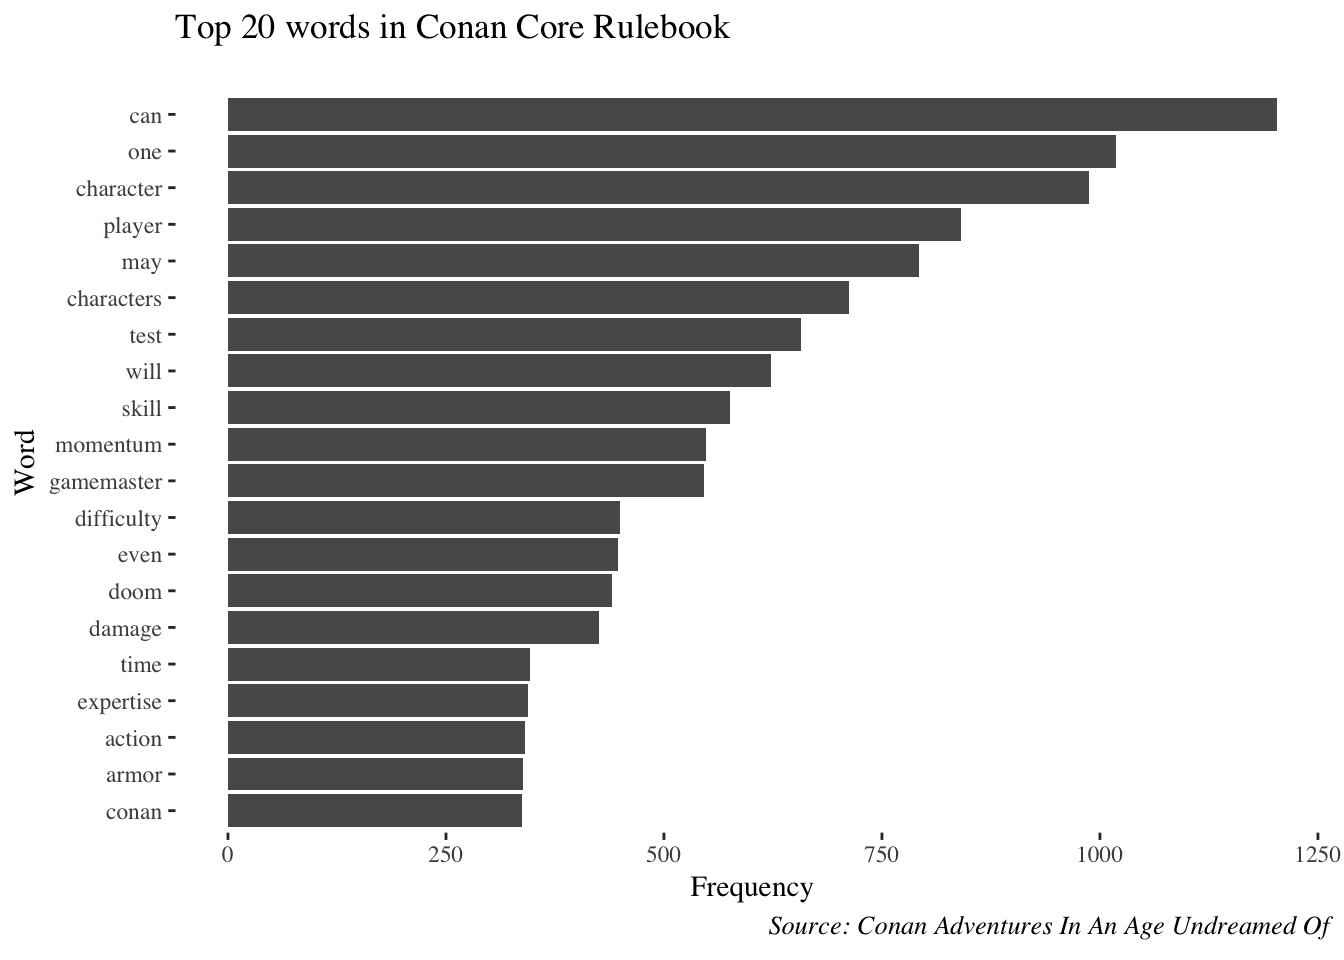 Top 20 words in Conan Core Rulebook
can
one
character
player
may
characters
test
will
skill
momentum
gamemaster
difficulty
even
doom
damage
time
expertise
action
armor
conan
Word
0 250 500 750 1000 1250
Frequency
Source: Conan Adventures In An Age Undreamed Of